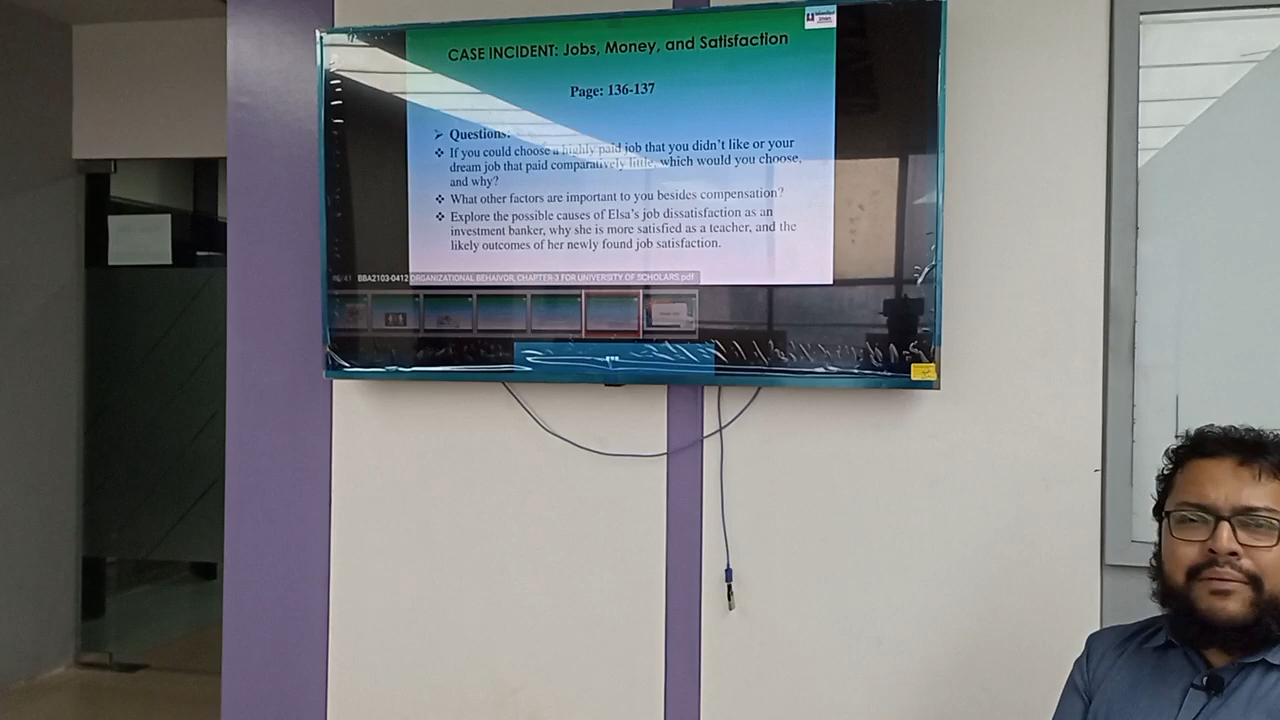 CASE INCIDENT: Jobs, Money, and Satisfaction
Page: 136-137
➢ Questions:
❖ If you could choose a highly paid job that you didn't like or your
dream job that paid comparatively little, which would you choose,
and why?
❖ What other factors are important to you besides compensation?
❖ Explore the possible causes of Elsa's job dissatisfaction as an
investment banker, why she is more satisfied as a teacher, and the
likely outcomes of her newly found job satisfaction.
BBA2103-0412 ORGANIZATIONAL BEHAIVOR, CHAPTER-3 FOR UNIVERSITY OF SCHOLARS.pdf